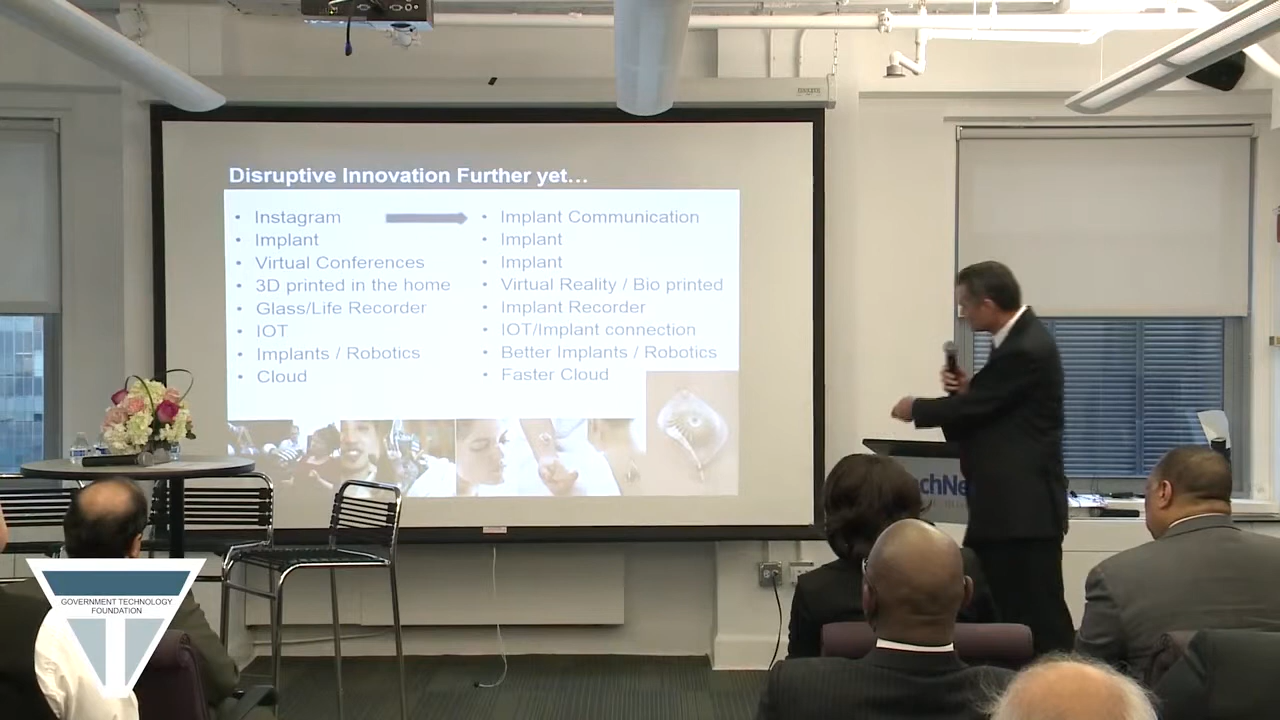 Disruptive Innovation Further yet...
• Instagram
• Implant
• Virtual Conferences
• 3D printed in the home
• Glass/Life Recorder
• IOT
• Implants / Robotics
• Cloud
• Implant Communication
• Implant
• Implant
• Virtual Reality / Bio printed
• Implant Recorder
• IOT/Implant connection
• Better Implants / Robotics
• Faster Cloud
chNe
GOVERNMENT TECHNOLOGY
FOUNDATION